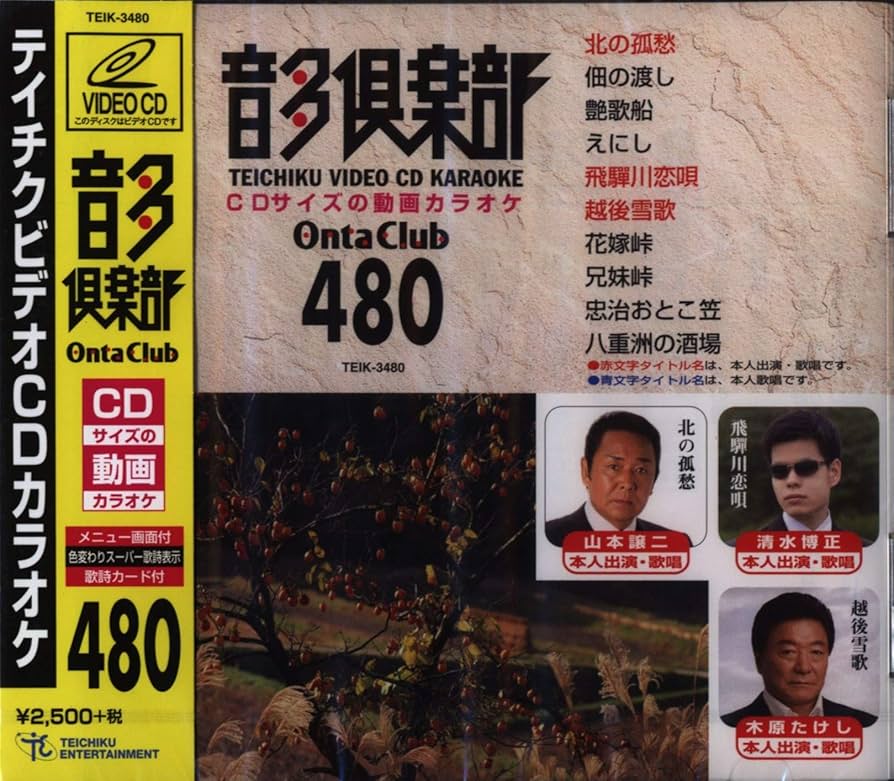 TEIK-3480
VIDEO CD
このディスクはビデオCDです
音多
倶楽部
OntaClub
CD
サイズの
動画
カラオケ
メニュー画面付
色変わりスーパー歌詩表示
歌詩カード付
480
¥2,500+税
TEICHIKU
ENTERTAINMENT
テイチクビデオCDカラオケ
音多倶楽部
TEICHIKU VIDEO CD KARAOKE
CDサイズの動画カラオケ
OntaClub
480
TEIK-3480
北の孤愁
佃の渡し
艶歌船
えにし
飛驒川恋唄
越後雪歌
花嫁峠
兄妹峠
忠治おとこ笠
八重洲の酒場
●赤文字タイトル名は、本人出演・歌唱です。
●青文字タイトル名は、本人歌唱です。
北の孤愁
山本譲二
本人出演・歌唱
飛驒川恋唄
清水博正
本人出演・歌唱
越後雪歌
木原たけし
本人出演・歌唱